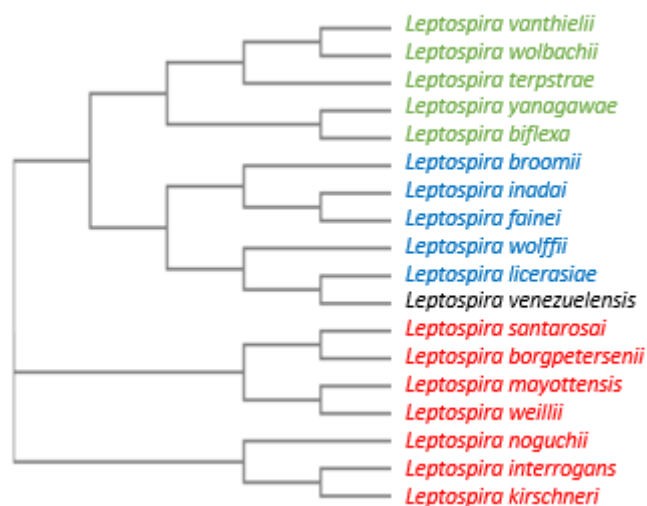 Leptospira vanthielii
Leptospira wolbachii
Leptospira terpstrae
Leptospira yanagawae
Leptospira biflexa
Leptospira broomii
Leptospira inadai
Leptospira fainei
Leptospira wolffii
Leptospira licerasiae
Leptospira venezuelensis
Leptospira santarosai
Leptospira borgpetersenii
Leptospira mayottensis
Leptospira weillii
Leptospira noguchii
Leptospira interrogans
Leptospira kirschneri